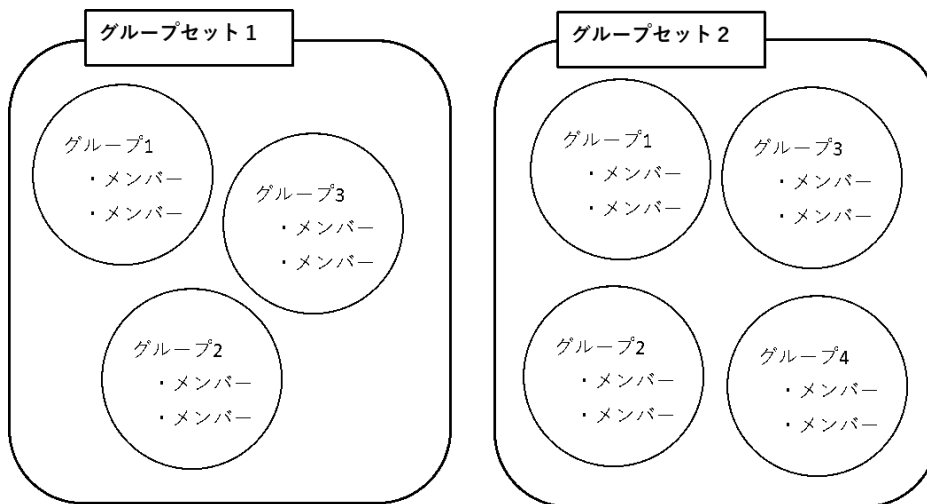 グループセット1
グループ1
・メンバー
・メンバー
グループ3
・メンバー
・メンバー
グループ2
・メンバー
・メンバー
グループセット2
グループ1
・メンバー
・メンバー
グループ3
・メンバー
・メンバー
グループ2
・メンバー
・メンバー
グループ4
・メンバー
・メンバー